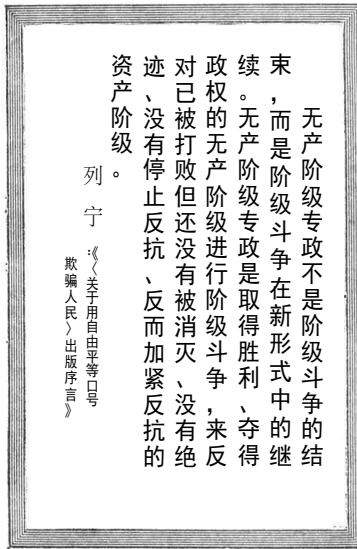 无产阶级专政不是阶级斗争的结
束，而是阶级斗争在新形式中的继
续。无产阶级专政是取得胜利、夺得
政权的无产阶级进行阶级斗争，来反
对已被打败但还没有被消灭、没有绝
迹、没有停止反抗、反而加紧反抗的
资产阶级。
列宁：《〈关于用自由平等口号
欺骗人民〉出版序言》